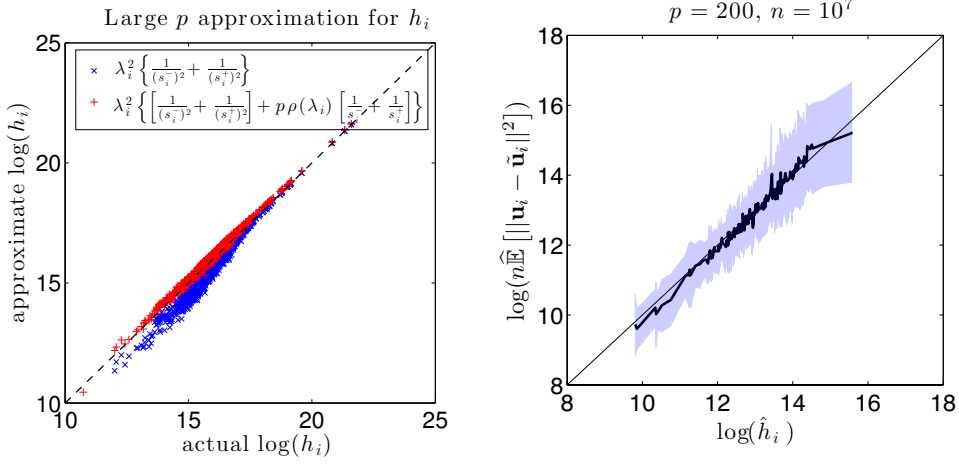 Large p approximation for h_i
25
20
15
10
10 15 20 25
approximate log(h_i)
actual log(h_i)
× λ_i^2 { 1/(s_i^-)^2 + 1/(s_i^+)^2 }
+ λ_i^2 { [ 1/(s_i^-)^2 + 1/(s_i^+)^2 ] + p ρ(λ_i) [ 1/s_i^- + 1/s_i^+ ] }
p = 200, n = 10^7
18
16
14
12
10
8
8 10 12 14 16 18
log(n𝔼̂ [||u_i − ũ_i||^2])
log(ĥ_i)